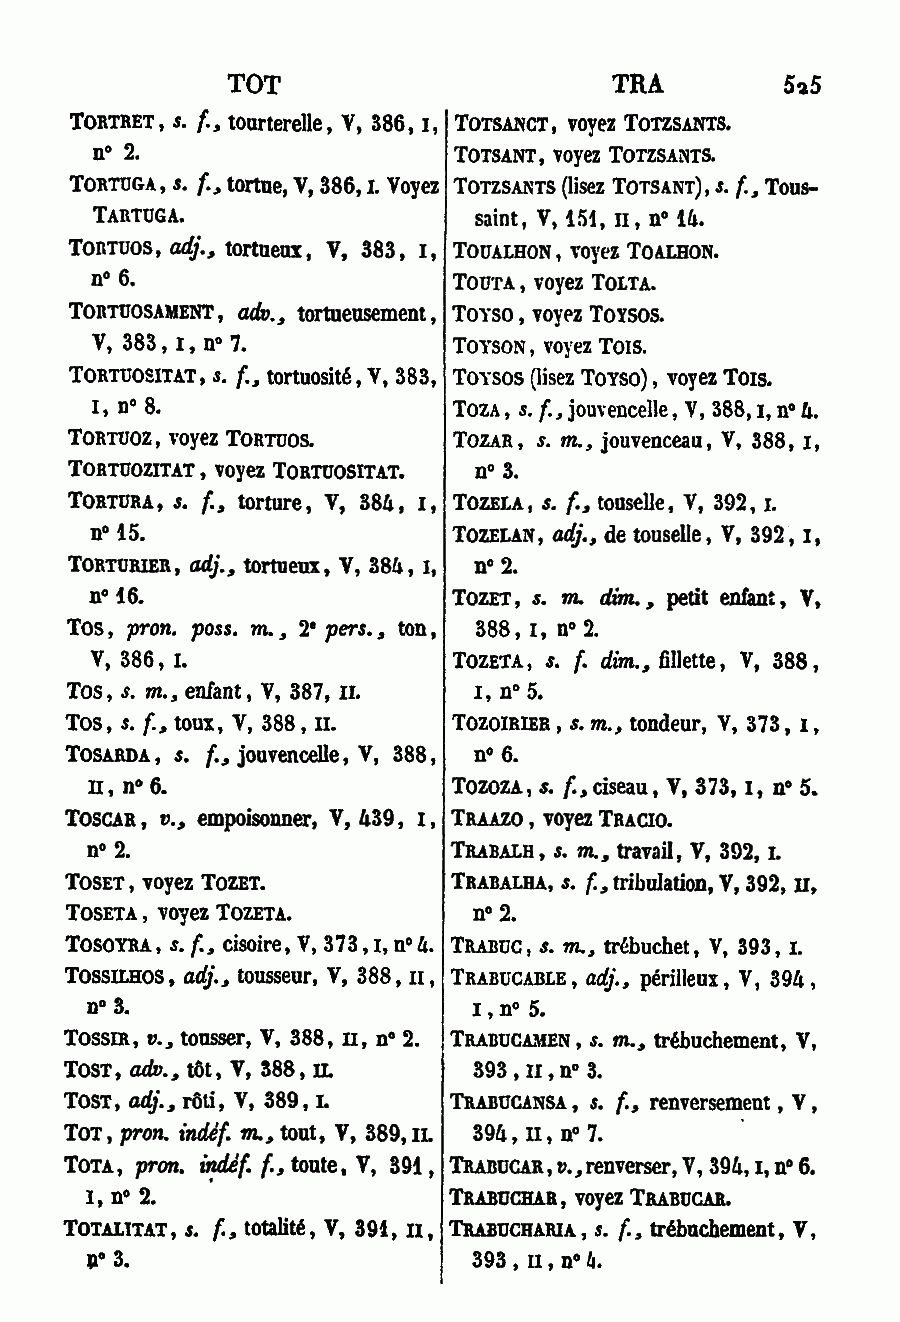 TOT
TRA 525
TORTRET, s. f., tourterelle, V, 386, I,
n° 2.
TORTUGA, s. f., tortue, V, 386, I. Voyez
TARTUGA.
TORTUOS, adj., tortueux, V, 383, I,
n° 6.
TORTUOSAMENT, adv., tortueusement,
V, 383, I, n° 7.
TORTUOSITAT, s. f., tortuosité, V, 383,
I, n° 8.
TORTUOZ, voyez TORTUOS.
TORTUOZITAT, voyez TORTUOSITAT.
TORTURA, s. f., torture, V, 384, I,
n° 15.
TORTURIER, adj., tortueux, V, 384, I,
n° 16.
TOS, pron. poss. m., 2e pers., ton,
V, 386, I.
TOS, s. m., enfant, V, 387, II.
TOS, s. f., toux, V, 388, II.
TOSARDA, s. f., jouvencelle, V, 388,
II, n° 6.
TOSCAR, v., empoisonner, V, 439, I,
n° 2.
TOSET, voyez TOZET.
TOSETA, voyez TOZETA.
TOSOYRA, s. f., cisoire, V, 373, I, n° 4.
TOSSILHOS, adj., tousseur, V, 388, II,
n° 3.
TOSSIR, v., tousser, V, 388, II, n° 2.
TOST, adv., tôt, V, 388, II.
TOST, adj., rôti, V, 389, I.
TOT, pron. indéf. m., tout, V, 389, II.
TOTA, pron. indéf. f., toute, V, 391,
I, n° 2.
TOTALITAT, s. f., totalité, V, 391, II,
n° 3.
TOTSANCT, voyez TOTZSANTS.
TOTSANT, voyez TOTZSANTS.
TOTZSANTS (lisez TOTSANT), s. f., Tous-
saint, V, 151, II, n° 14.
TOUALHON, voyez TOALHON.
TOUTA, voyez TOLTA.
TOYSO, voyez TOYSOS.
TOYSON, voyez TOIS.
TOYSOS (lisez TOYSO), voyez TOIS.
TOZA, s. f., jouvencelle, V, 388, I, n° 4.
TOZAR, s. m., jouvenceau, V, 388, I,
n° 3.
TOZELA, s. f., touselle, V, 392, I.
TOZELAN, adj., de touselle, V, 392, I,
n° 2.
TOZET, s. m. dim., petit enfant, V,
388, I, n° 2.
TOZETA, s. f. dim., fillette, V, 388,
I, n° 5.
TOZOIRIER, s. m., tondeur, V, 373, I,
n° 6.
TOZOZA, s. f., ciseau, V, 373, I, n° 5.
TRAAZO, voyez TRACIO.
TRABALH, s. m., travail, V, 392, I.
TRABALHA, s. f., tribulation, V, 392, II,
n° 2.
TRABUC, s. m., trébuchet, V, 393, I.
TRABUCABLE, adj., périlleux, V, 394,
I, n° 5.
TRABUCAMEN, s. m., trébuchement, V,
393, II, n° 3.
TRABUCANSA, s. f., renversement, V,
394, II, n° 7.
TRABUCAR, v., renverser, V, 394, I, n° 6.
TRABUCHAR, voyez TRABUCAR.
TRABUCHARIA, s. f., trébuchement, V,
393, II, n° 4.